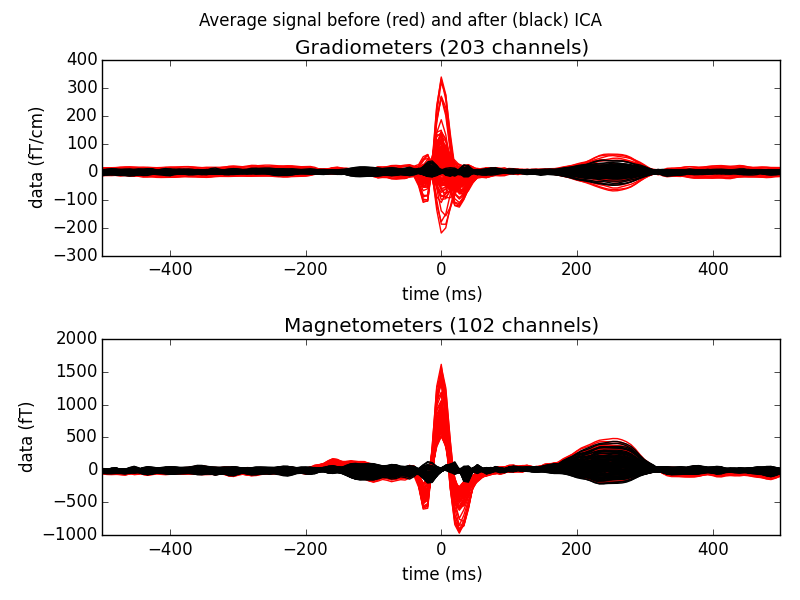 Average signal before (red) and after (black) ICA
Gradiometers (203 channels)
400
300
200
100
0
−100
−200
−300
data (fT/cm)
−400 −200 0 200 400
time (ms)
Magnetometers (102 channels)
2000
1500
1000
500
0
−500
−1000
data (fT)
−400 −200 0 200 400
time (ms)